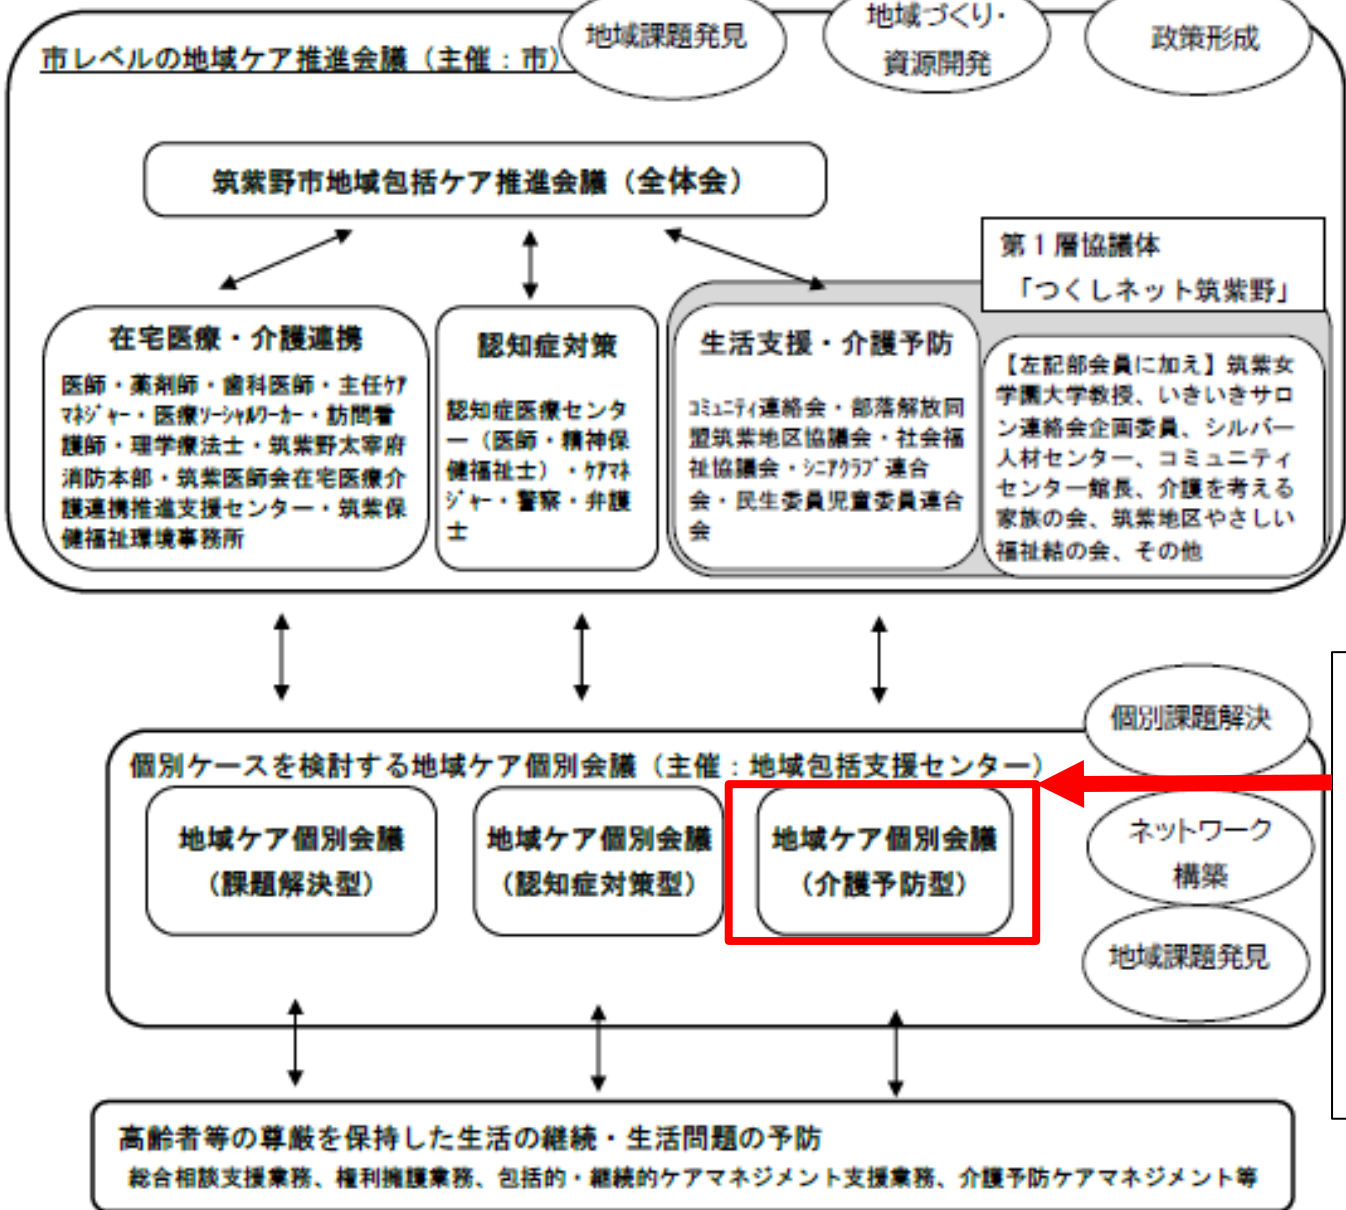 地域課題発見
地域づくり・
資源開発
政策形成
市レベルの地域ケア推進会議（主催：市）
筑紫野市地域包括ケア推進会議（全体会）
第１層協議体
「つくしネット筑紫野」
在宅医療・介護連携
医師・薬剤師・歯科医師・主任ｹｱ
ﾏﾈｼﾞｬｰ・医療ｿｰｼｬﾙﾜｰｶｰ・訪問看
護師・理学療法士・筑紫野太宰府
消防本部・筑紫医師会在宅医療介
護連携推進支援センター・筑紫保
健福祉環境事務所
認知症対策
認知症医療センタ
ー（医師・精神保
健福祉士）・ｹｱﾏﾈ
ｼﾞｬｰ・警察・弁護
士
生活支援・介護予防
ｺﾐｭﾆﾃｨ連絡会・部落解放同
盟筑紫地区協議会・社会福
祉協議会・ｼﾆｱｸﾗﾌﾞ連合
会・民生委員児童委員連合
会
【左記部会員に加え】筑紫女
学園大学教授、いきいきサロ
ン連絡会企画委員、シルバー
人材センター、コミュニティ
センター館長、介護を考える
家族の会、筑紫地区やさしい
福祉結の会、その他
個別課題解決
個別ケースを検討する地域ケア個別会議（主催：地域包括支援センター）
地域ケア個別会議
（課題解決型）
地域ケア個別会議
（認知症対策型）
地域ケア個別会議
（介護予防型）
ネットワーク
構築
地域課題発見
高齢者等の尊厳を保持した生活の継続・生活問題の予防
総合相談支援業務、権利擁護業務、包括的・継続的ケアマネジメント支援業務、介護予防ケアマネジメント等